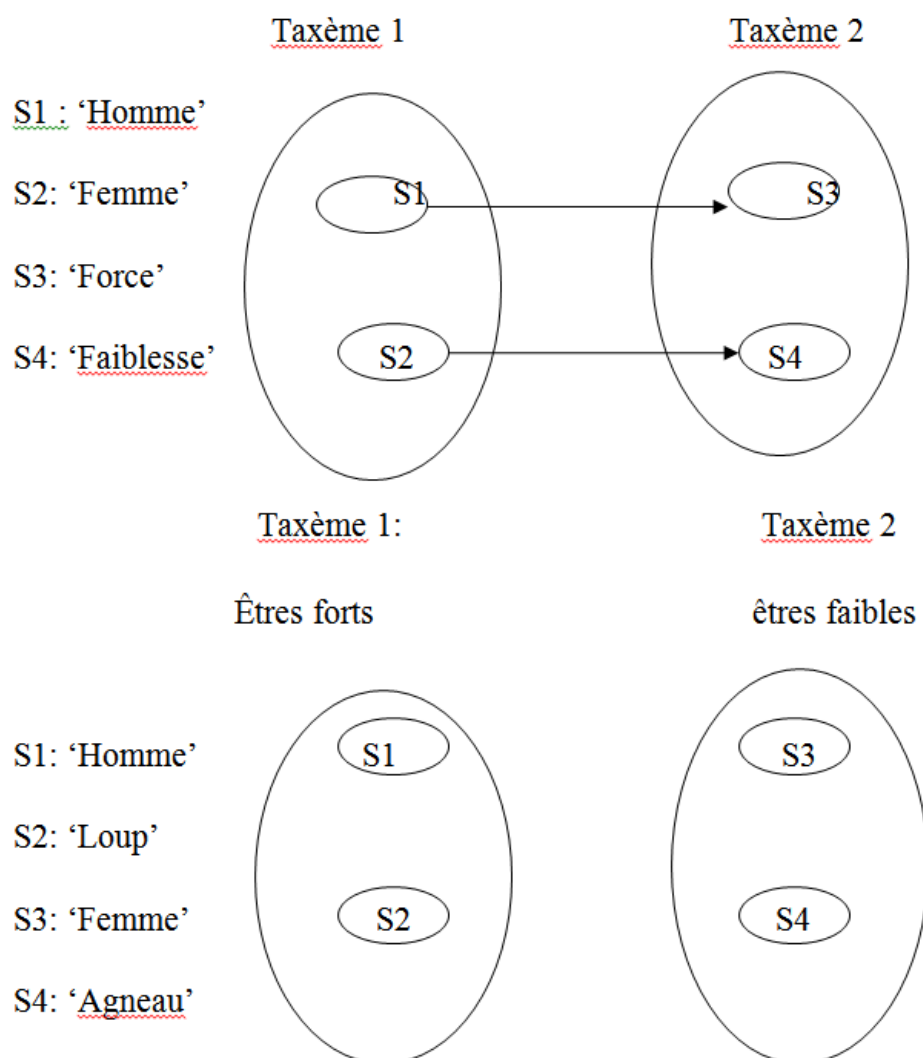 Taxème 1 Taxème 2
S1 : ‘Homme’
S1 S3
S2: ‘Femme’
S3: ‘Force’
S4: ‘Faiblesse’
S2 S4
Taxème 1: Taxème 2
Êtres forts êtres faibles
S1: ‘Homme’ S1 S3
S2: ‘Loup’
S3: ‘Femme’ S2 S4
S4: ‘Agneau’